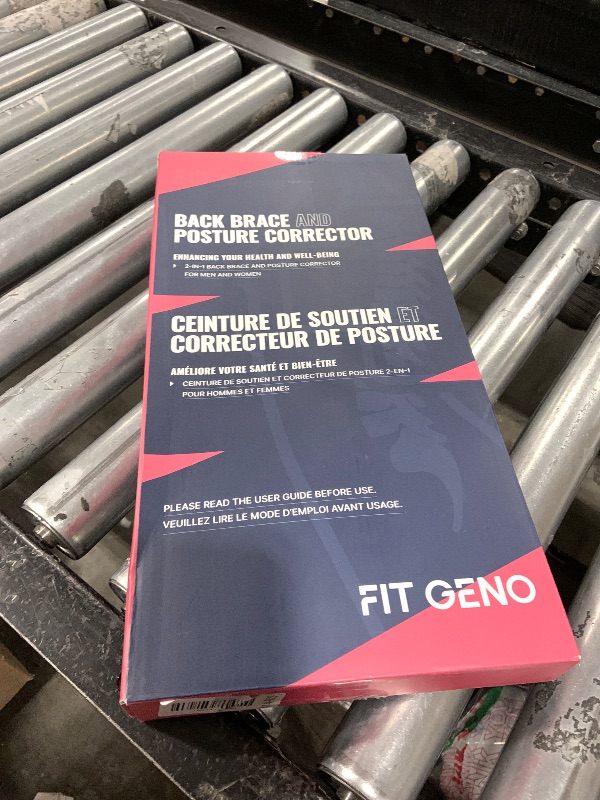 BACK BRACE AND
POSTURE CORRECTOR
ENHANCING YOUR HEALTH AND WELL-BEING
2-IN-1 BACK BRACE AND POSTURE CORRECTOR
FOR MEN AND WOMEN
CEINTURE DE SOUTIEN ET
CORRECTEUR DE POSTURE
AMÉLIORE VOTRE SANTÉ ET BIEN-ÊTRE
CEINTURE DE SOUTIEN ET CORRECTEUR DE POSTURE 2-EN-1
POUR HOMMES ET FEMMES
PLEASE READ THE USER GUIDE BEFORE USE.
VEUILLEZ LIRE LE MODE D'EMPLOI AVANT USAGE.
FIT GENO